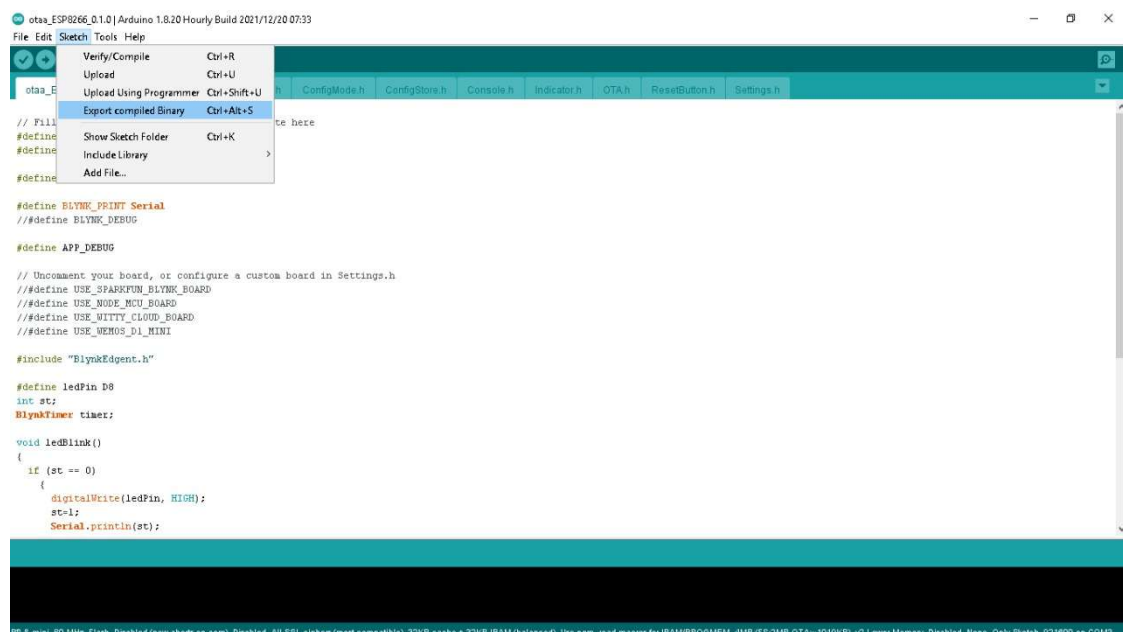 otaa_ESP8266_0.1.0 | Arduino 1.8.20 Hourly Build 2021/12/20 07:33
File Edit Sketch Tools Help
Verify/Compile Ctrl+R
Upload Ctrl+U
Upload Using Programmer Ctrl+Shift+U
Export compiled Binary Ctrl+Alt+S
Show Sketch Folder Ctrl+K
Include Library
Add File...
otaa_E h ConfigMode.h ConfigStore.h Console.h Indicator.h OTA.h ResetButton.h Settings.h
// Fill te here
#define
#define
#define
#define BLYNK_PRINT Serial
//#define BLYNK_DEBUG
#define APP_DEBUG
// Uncomment your board, or configure a custom board in Settings.h
//#define USE_SPARKFUN_BLYNK_BOARD
//#define USE_NODE_MCU_BOARD
//#define USE_WITTY_CLOUD_BOARD
//#define USE_WEMOS_D1_MINI
#include "BlynkEdgent.h"
#define ledPin D8
int st;
BlynkTimer timer;
void ledBlink()
{
if (st == 0)
{
digitalWrite(ledPin, HIGH);
st=1;
Serial.println(st);